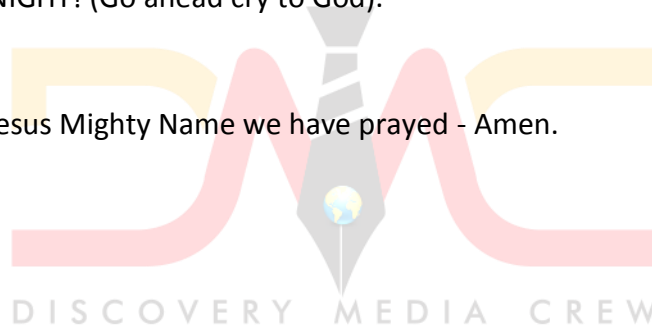 NIGHT! (Go ahead cry to God).
esus Mighty Name we have prayed - Amen.
DISCOVERY MEDIA CREW